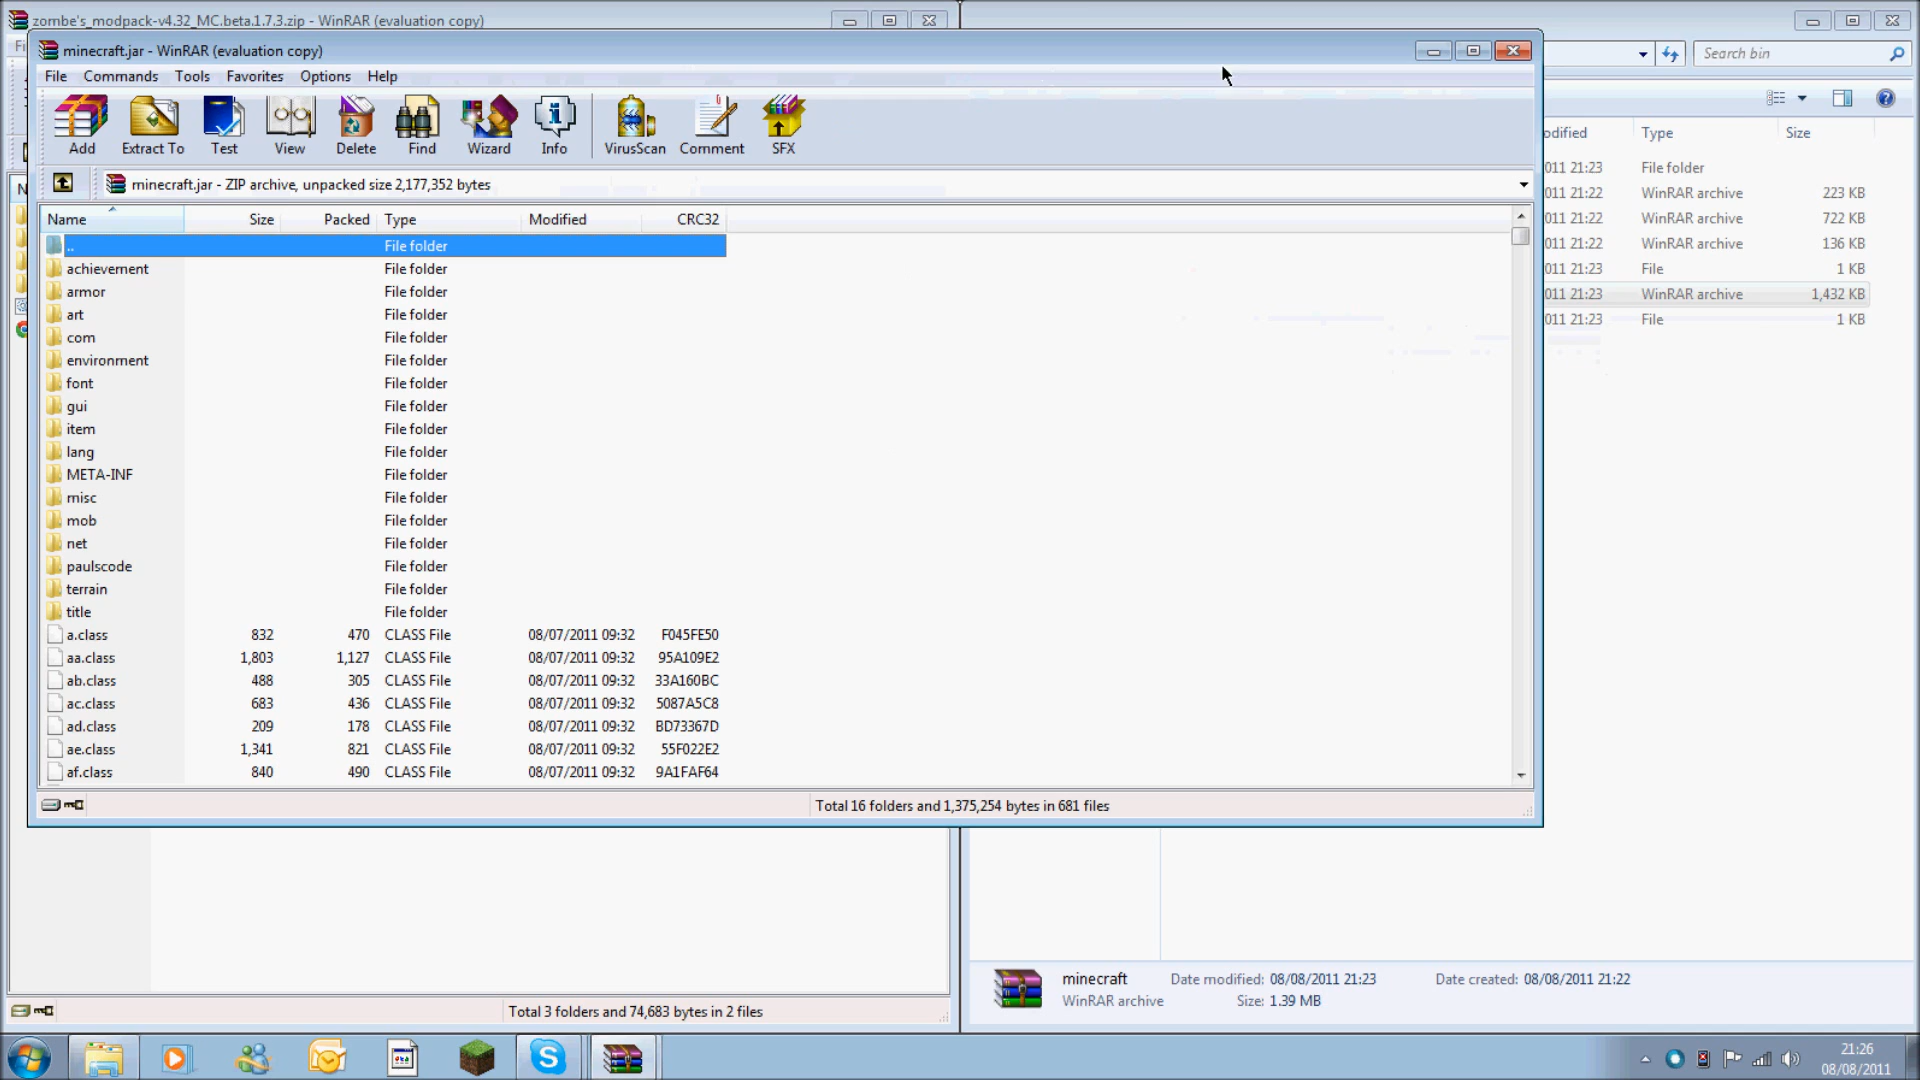 zombe's_modpack-v4.32_MC.beta.1.7.3.zip - WinRAR (evaluation copy)
Search bin
minecraft.jar - WinRAR (evaluation copy)
File Commands Tools Favorites Options Help
Add Extract To Test View Delete Find Wizard Info VirusScan Comment SFX
minecraft.jar - ZIP archive, unpacked size 2,177,352 bytes
Name Size Packed Type Modified CRC32
.. File folder
achievement File folder
armor File folder
art File folder
com File folder
environment File folder
font File folder
gui File folder
item File folder
lang File folder
META-INF File folder
misc File folder
mob File folder
net File folder
paulscode File folder
terrain File folder
title File folder
a.class 832 470 CLASS File 08/07/2011 09:32 F045FE50
aa.class 1,803 1,127 CLASS File 08/07/2011 09:32 95A109E2
ab.class 488 305 CLASS File 08/07/2011 09:32 33A160BC
ac.class 683 436 CLASS File 08/07/2011 09:32 5087A5C8
ad.class 209 178 CLASS File 08/07/2011 09:32 BD73367D
ae.class 1,341 821 CLASS File 08/07/2011 09:32 55F022E2
af.class 840 490 CLASS File 08/07/2011 09:32 9A1FAF64
Total 16 folders and 1,375,254 bytes in 681 files
odified Type Size
011 21:23 File folder
011 21:22 WinRAR archive 223 KB
011 21:22 WinRAR archive 722 KB
011 21:22 WinRAR archive 136 KB
011 21:23 File 1 KB
011 21:23 WinRAR archive 1,432 KB
011 21:23 File 1 KB
minecraft Date modified: 08/08/2011 21:23 Date created: 08/08/2011 21:22
WinRAR archive Size: 1.39 MB
Total 3 folders and 74,683 bytes in 2 files
21:26
08/08/2011